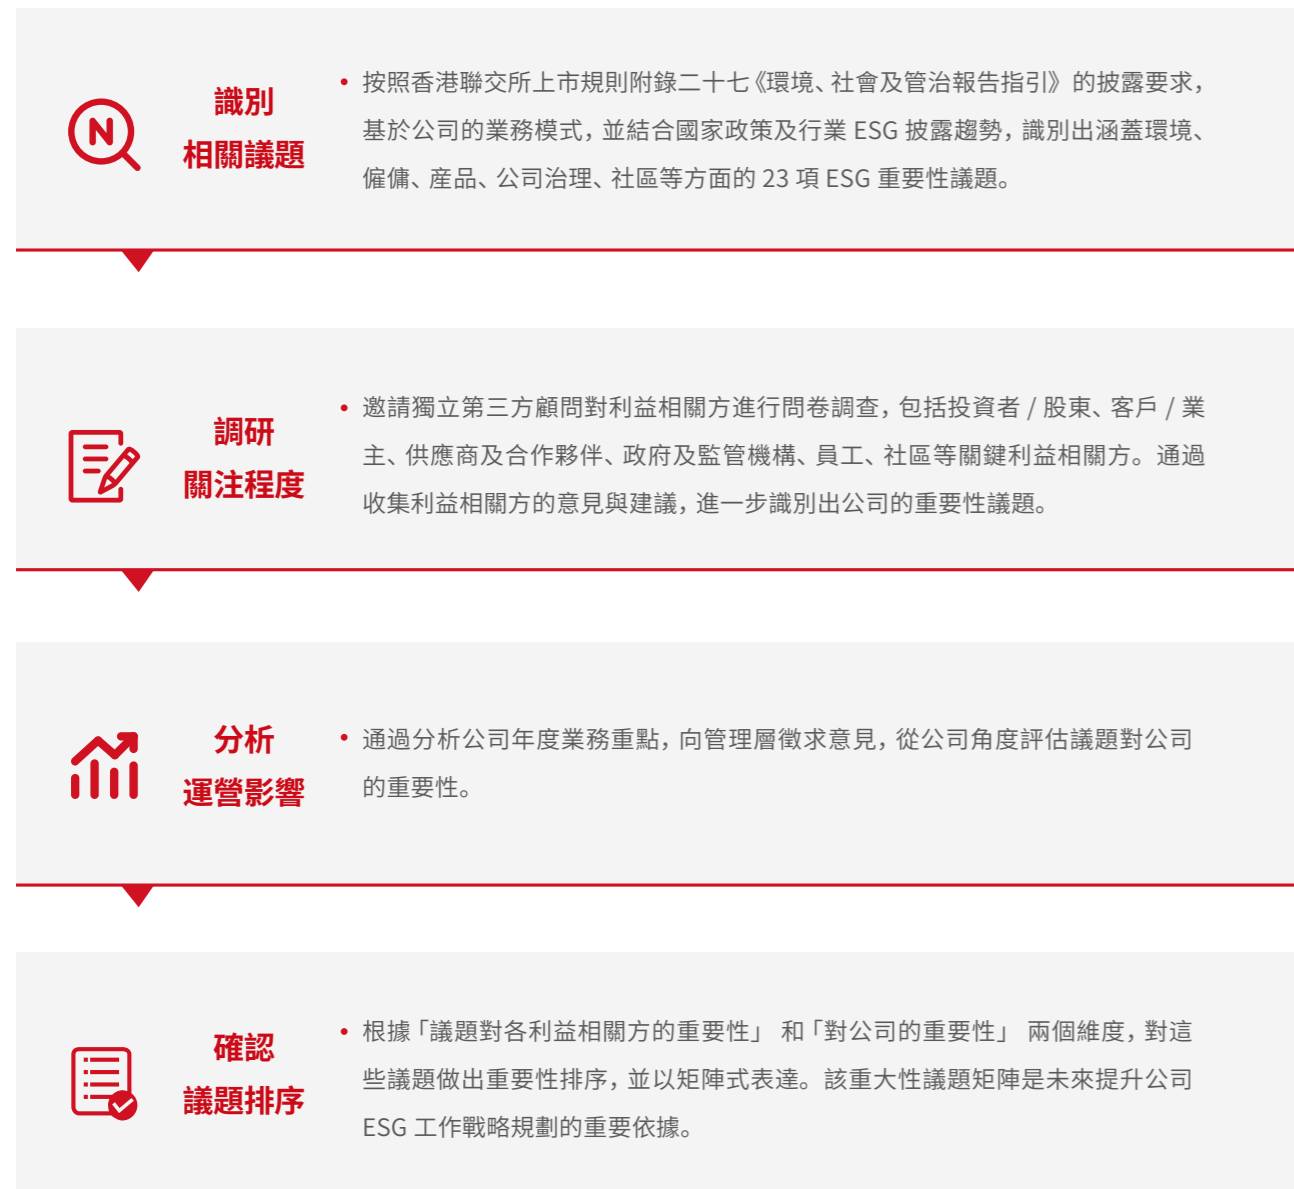 識別
相關議題
• 按照香港聯交所上市規則附錄二十七《環境、社會及管治報告指引》的披露要求，
基於公司的業務模式，並結合國家政策及行業 ESG 披露趨勢，識別出涵蓋環境、
僱傭、産品、公司治理、社區等方面的 23 項 ESG 重要性議題。
調研
關注程度
• 邀請獨立第三方顧問對利益相關方進行問卷調查，包括投資者 / 股東、客戶 / 業
主、供應商及合作夥伴、政府及監管機構、員工、社區等關鍵利益相關方。通過
收集利益相關方的意見與建議，進一步識別出公司的重要性議題。
分析
運營影響
• 通過分析公司年度業務重點，向管理層徵求意見，從公司角度評估議題對公司
的重要性。
確認
議題排序
• 根據「議題對各利益相關方的重要性」 和「對公司的重要性」 兩個維度，對這
些議題做出重要性排序，並以矩陣式表達。該重大性議題矩陣是未來提升公司
ESG 工作戰略規劃的重要依據。